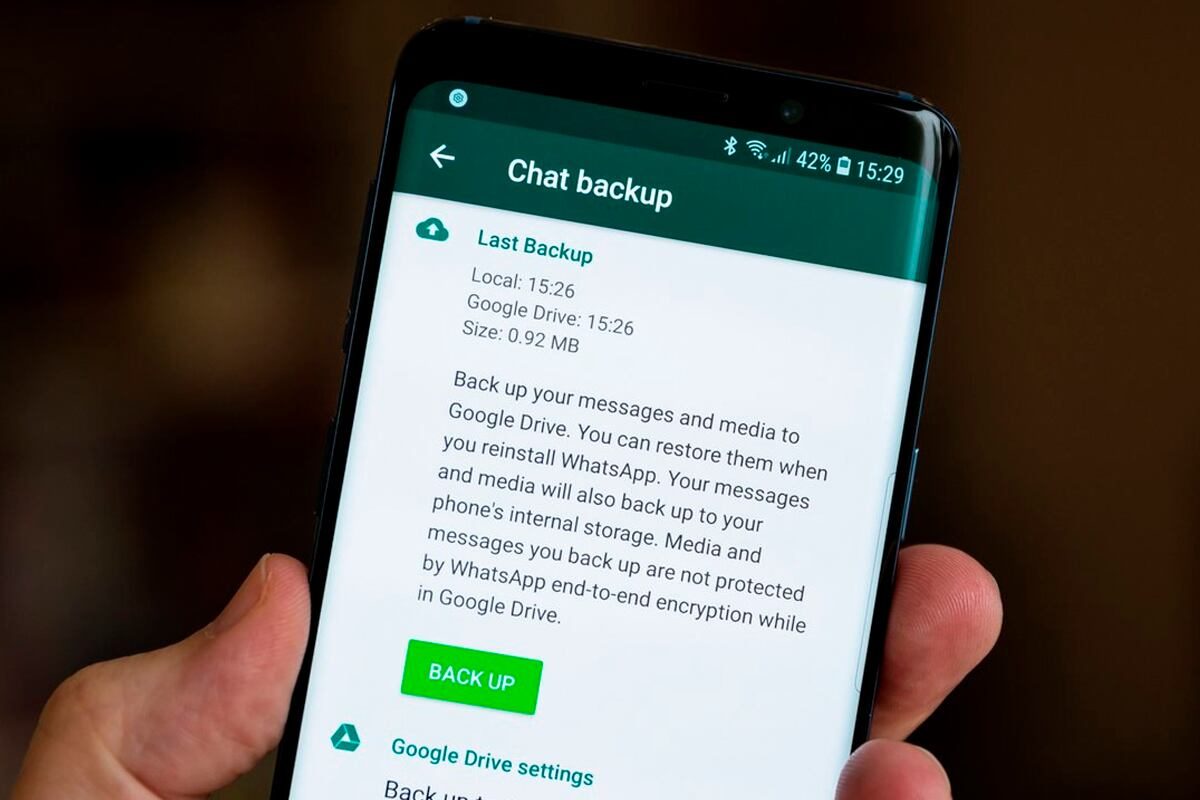 42% 15:29
Chat backup
Last Backup
Local: 15:26
Google Drive: 15:26
Size: 0.92 MB
Back up your messages and media to
Google Drive. You can restore them when
you reinstall WhatsApp. Your messages
and media will also back up to your
phone's internal storage. Media and
messages you back up are not protected
by WhatsApp end-to-end encryption while
in Google Drive.
BACK UP
Google Drive settings
Back up